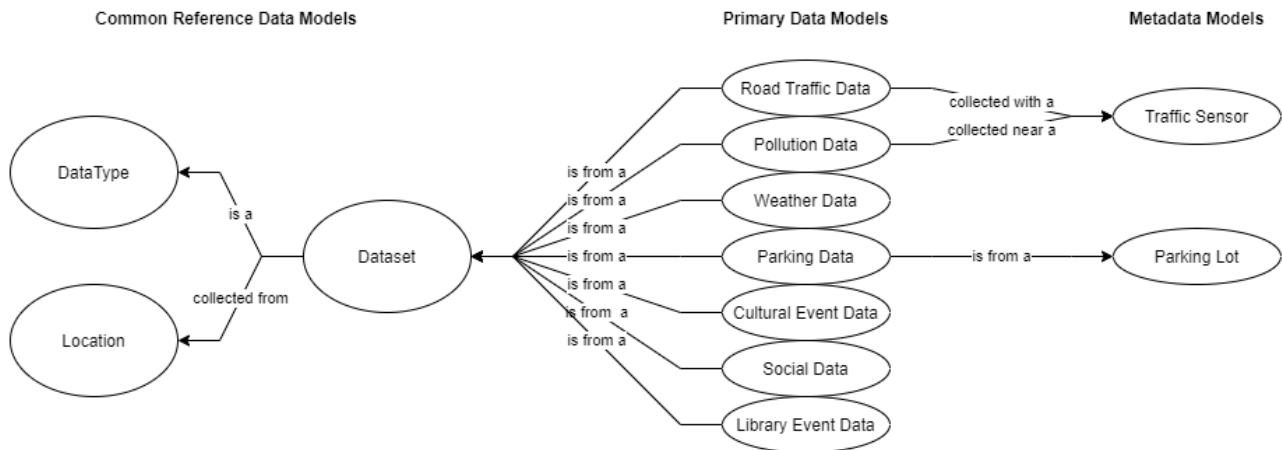 Common Reference Data Models
Primary Data Models
Metadata Models
Road Traffic Data
collected with a
Traffic Sensor
collected near a
Pollution Data
DataType
is from a
is from a
Weather Data
is a
is from a
Dataset
is from a
Parking Data
is from a
Parking Lot
collected from
is from a
Cultural Event Data
is from  a
Location
is from a
Social Data
Library Event Data